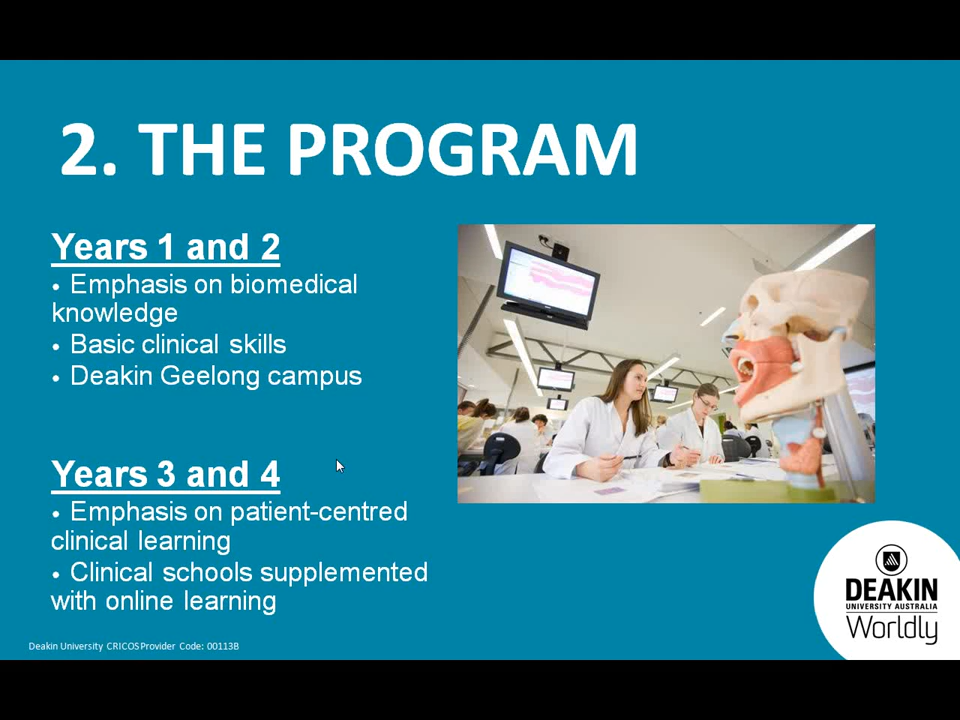 2. THE PROGRAM
Years 1 and 2
• Emphasis on biomedical
knowledge
• Basic clinical skills
• Deakin Geelong campus
Years 3 and 4
• Emphasis on patient-centred
clinical learning
• Clinical schools supplemented
with online learning
DEAKIN
UNIVERSITY AUSTRALIA
Worldly
Deakin University CRICOS Provider Code: 00113B